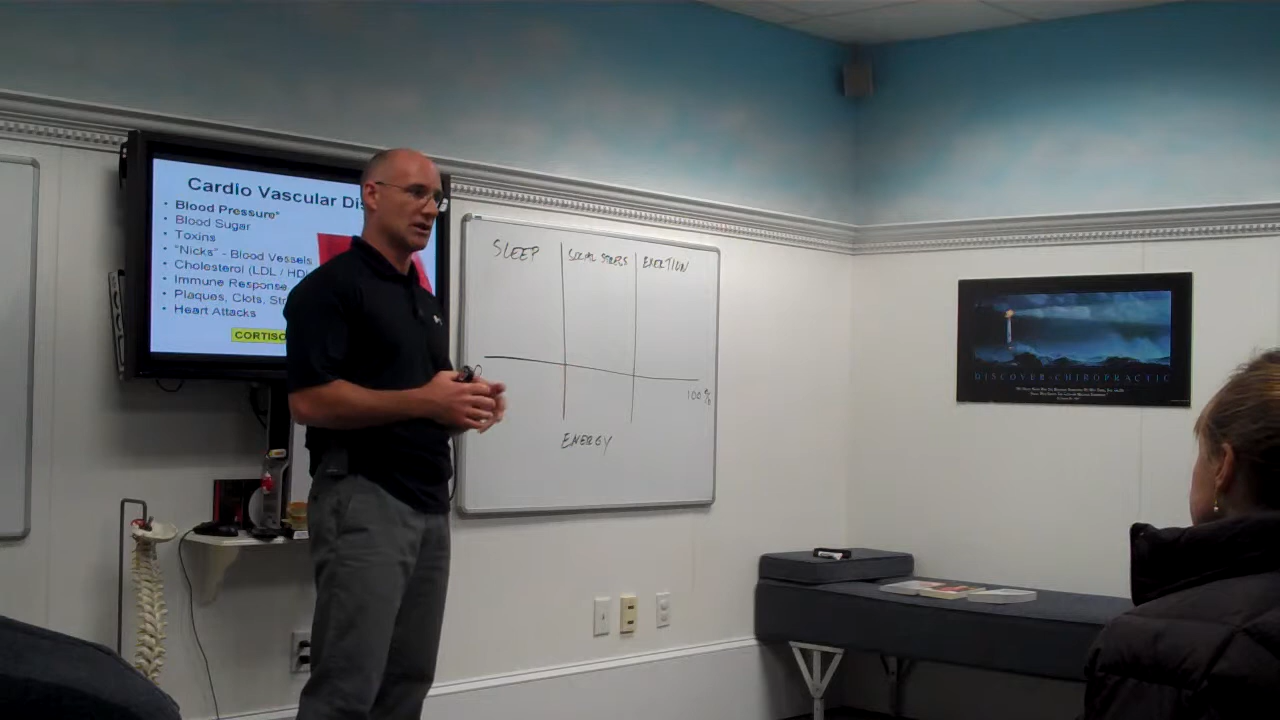 Cardio Vascular Dis
• Blood Pressure*
• Blood Sugar
• Toxins
• "Nicks" - Blood Vessels
• Cholesterol (LDL / HDL
• Immune Response
• Plaques, Clots, Str
• Heart Attacks
CORTISO
SLEEP
SOCIAL STRESS
EXERTION
100%
ENERGY
DISCOVER CHIROPRACTIC